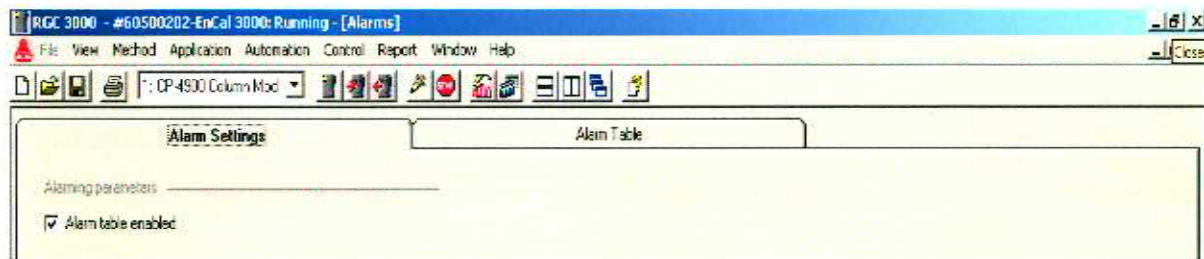 RGC 3000 - #60500202-EnCal 3000: Running - [Alarms]
File View Method Application Automation Control Report Window Help
Close
1: CP-4900 Column Mod
Alarm Settings
Alarm Table
Alarming parameters
Alarm table enabled